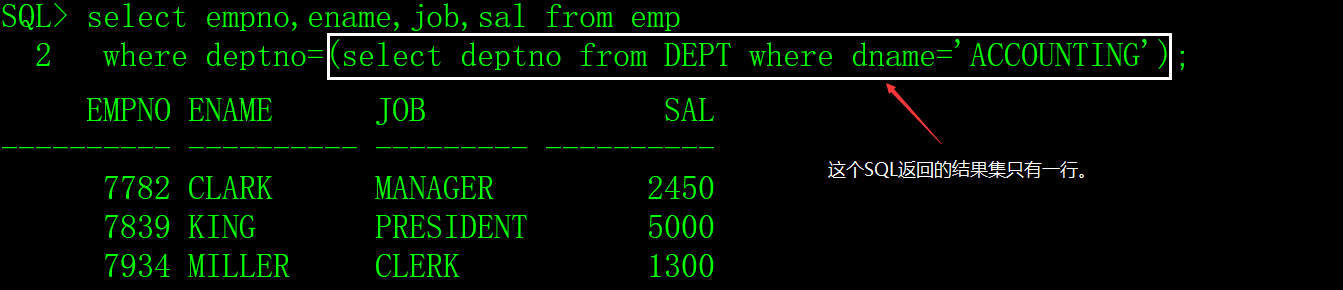 SQL> select empno,ename,job,sal from emp
2 where deptno=(select deptno from DEPT where dname='ACCOUNTING');
EMPNO ENAME JOB SAL
---------- ---------- --------- ----------
7782 CLARK MANAGER 2450
这个SQL返回的结果集只有一行。
7839 KING PRESIDENT 5000
7934 MILLER CLERK 1300